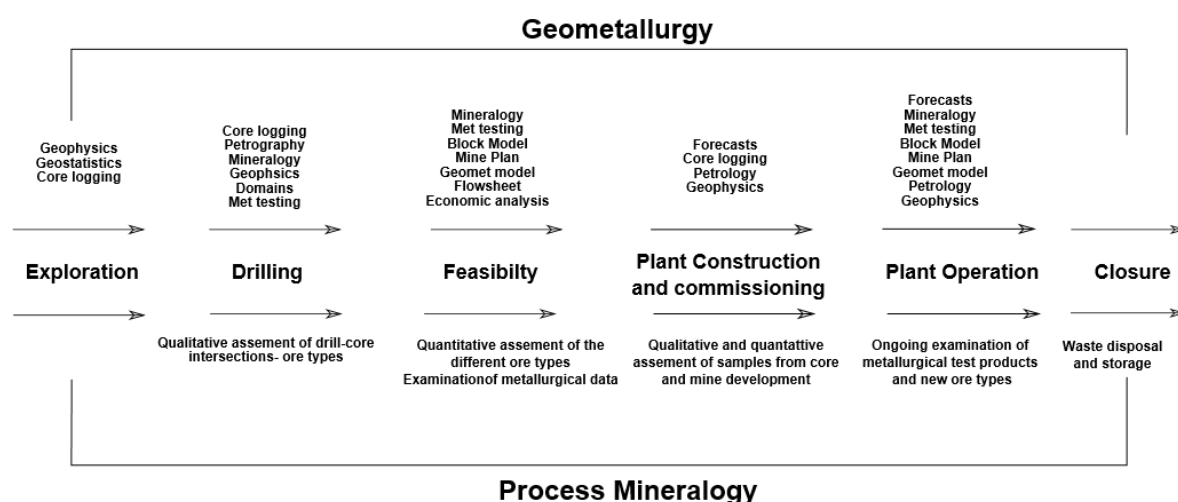 Geometallurgy
Geophysics
Geostatistics
Core logging
Core logging
Petrography
Mineralogy
Geophsics
Domains
Met testing
Mineralogy
Met testing
Block Model
Mine Plan
Geomet model
Flowsheet
Economic analysis
Forecasts
Core logging
Petrology
Geophysics
Forecasts
Mineralogy
Met testing
Block Model
Mine Plan
Geomet model
Petrology
Geophysics
Exploration
Drilling
Feasibilty
Plant Construction
and commissioning
Plant Operation
Closure
Qualitative assement of drill-core
intersections- ore types
Quantitative assement of the
different ore types
Examinationof metallurgical data
Qualitative and quantattive
assement of samples from core
and mine development
Ongoing examination of
metallurgical test products
and new ore types
Waste disposal
and storage
Process Mineralogy